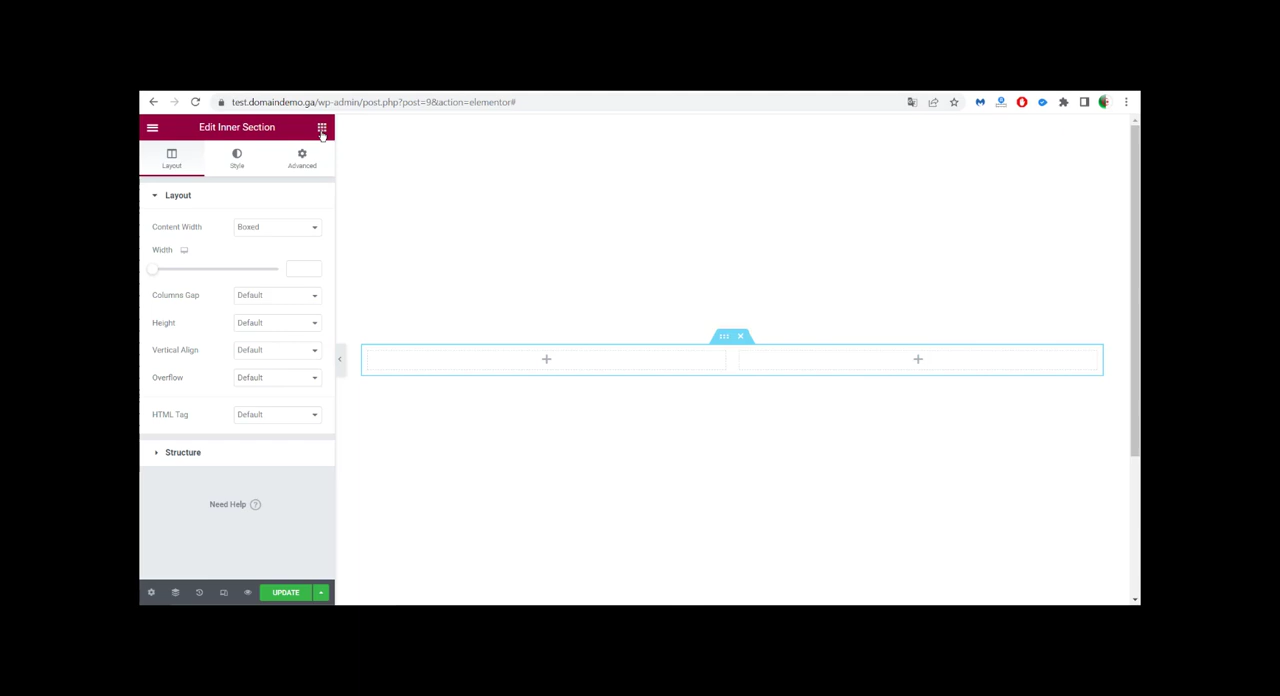 test.domaindemo.ga/wp-admin/post.php?post=9&action=elementor#
Edit Inner Section
Layout Style Advanced
Layout
Content Width Boxed
Width
Columns Gap Default
Height Default
Vertical Align Default
Overflow Default
HTML Tag Default
Structure
Need Help ?
UPDATE